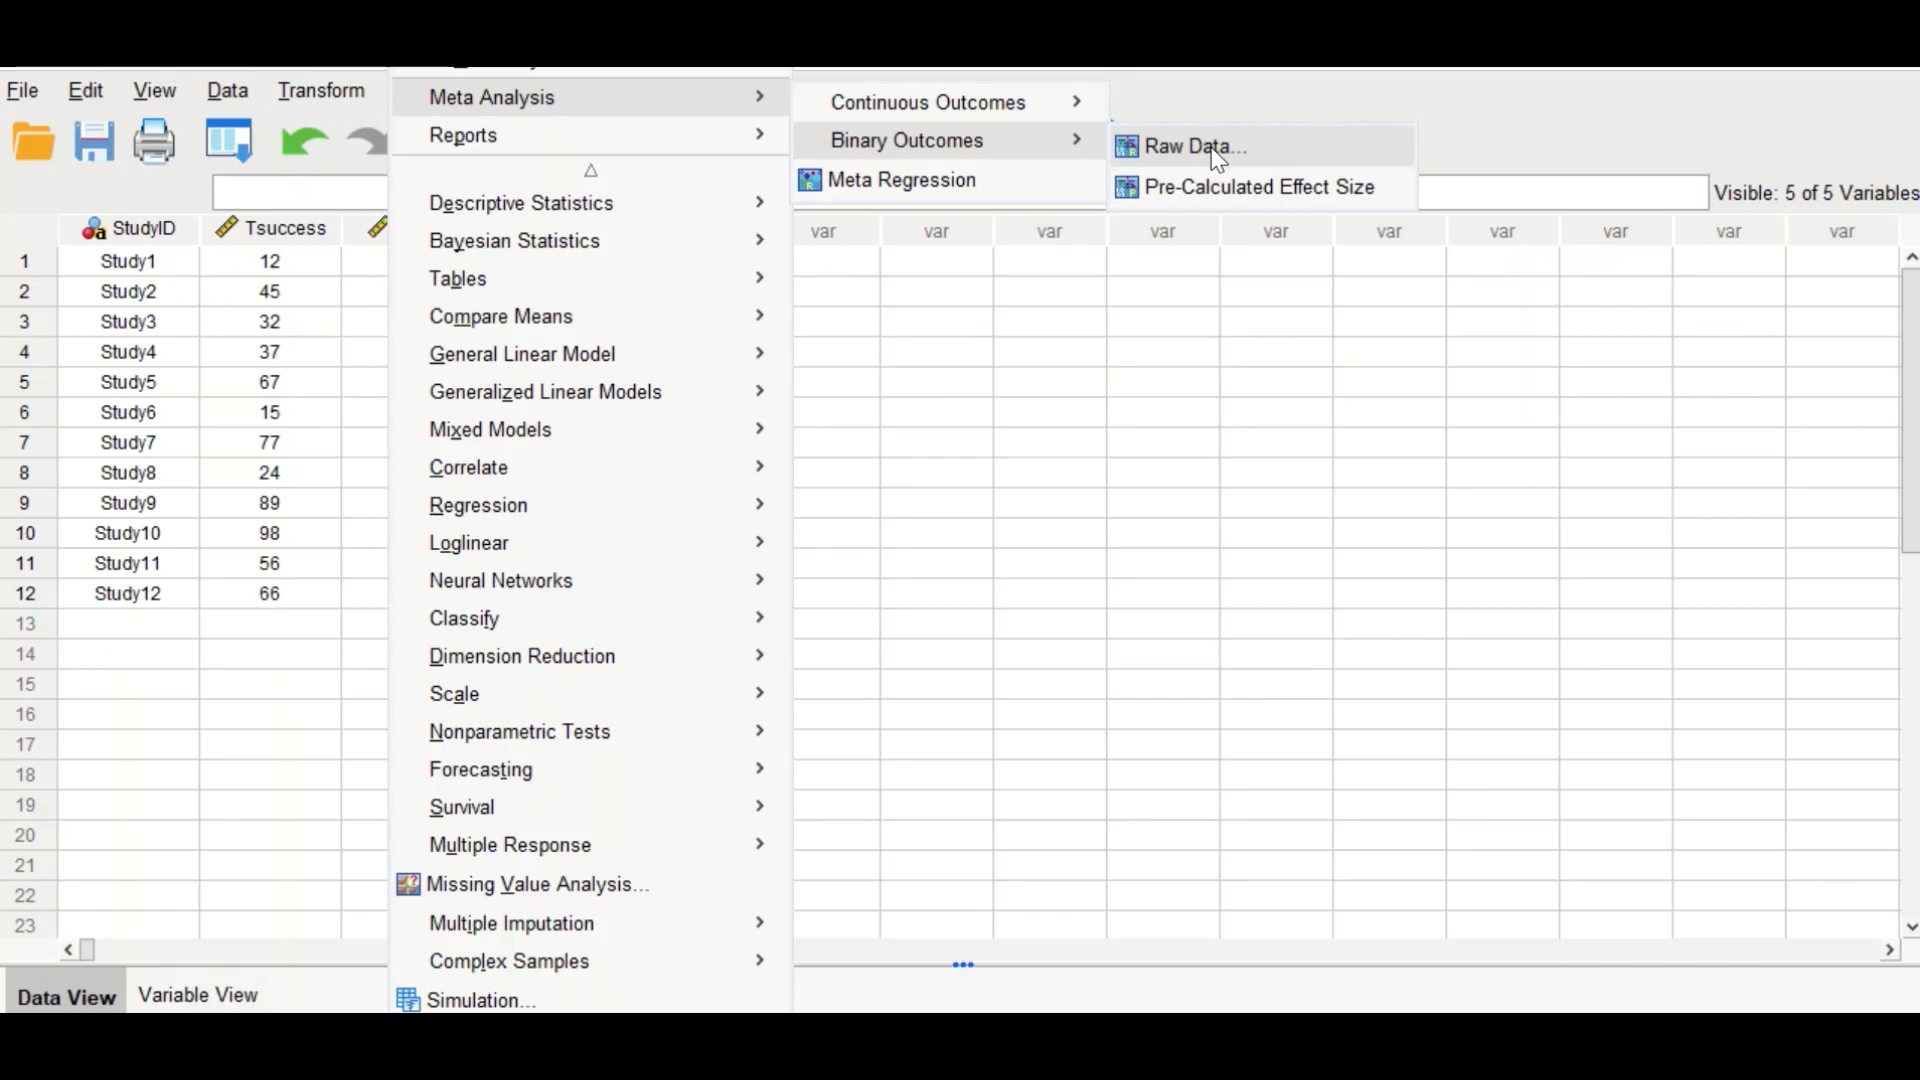 File Edit View Data Transform
Meta Analysis
Reports
Descriptive Statistics
Bayesian Statistics
Tables
Compare Means
General Linear Model
Generalized Linear Models
Mixed Models
Correlate
Regression
Loglinear
Neural Networks
Classify
Dimension Reduction
Scale
Nonparametric Tests
Forecasting
Survival
Multiple Response
Missing Value Analysis...
Multiple Imputation
Complex Samples
Simulation...
Continuous Outcomes
Binary Outcomes
Meta Regression
Raw Data...
Pre-Calculated Effect Size
Visible: 5 of 5 Variables
StudyID Tsuccess var var var var var var var var var var
1 Study1 12
2 Study2 45
3 Study3 32
4 Study4 37
5 Study5 67
6 Study6 15
7 Study7 77
8 Study8 24
9 Study9 89
10 Study10 98
11 Study11 56
12 Study12 66
13
14
15
16
17
18
19
20
21
22
23
Data View Variable View